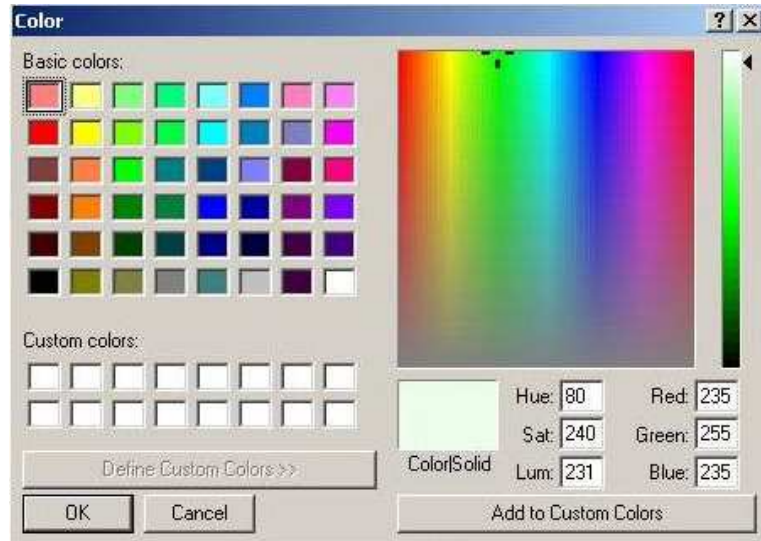 Color
Basic colors:
Custom colors:
Define Custom Colors >>
OK Cancel
Color|Solid
Hue: 80 Red: 235
Sat: 240 Green: 255
Lum: 231 Blue: 235
Add to Custom Colors